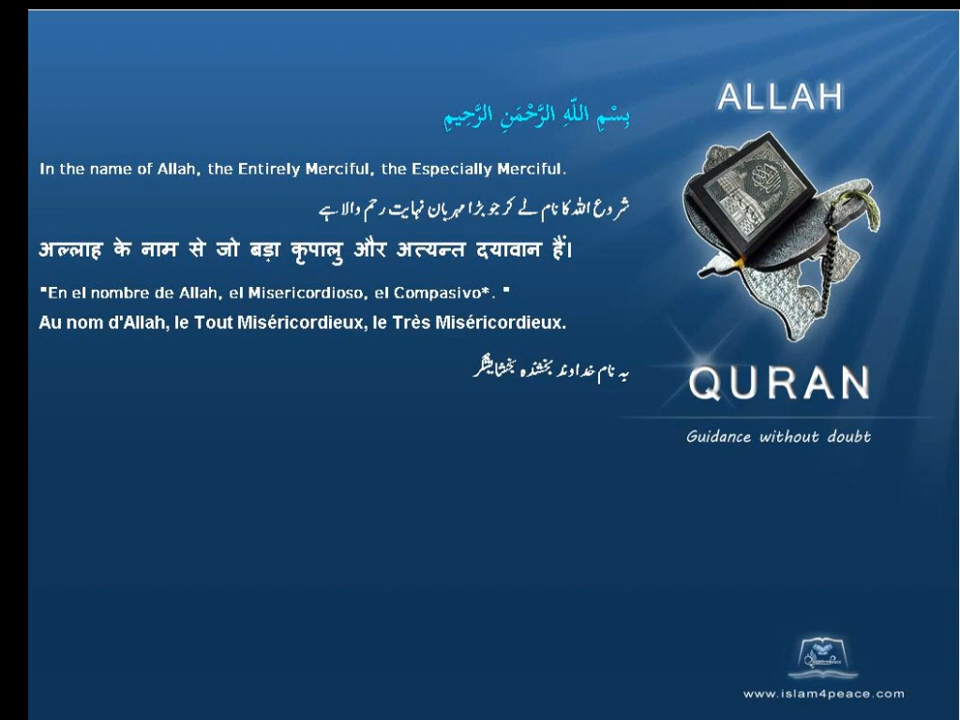 بِسْمِ اللّهِ الرَّحْمَنِ الرَّحِيمِ
In the name of Allah, the Entirely Merciful, the Especially Merciful.
شروع الله کا نام لے کر جو بڑا مہربان نہایت رحم والا ہے
अल्लाह के नाम से जो बड़ा कृपालु और अत्यन्त दयावान हैं।
"En el nombre de Allah, el Misericordioso, el Compasivo*. "
Au nom d'Allah, le Tout Miséricordieux, le Très Miséricordieux.
به نام خداوند بخشنده بخشایشگر
ALLAH
QURAN
Guidance without doubt
www.islam4peace.com